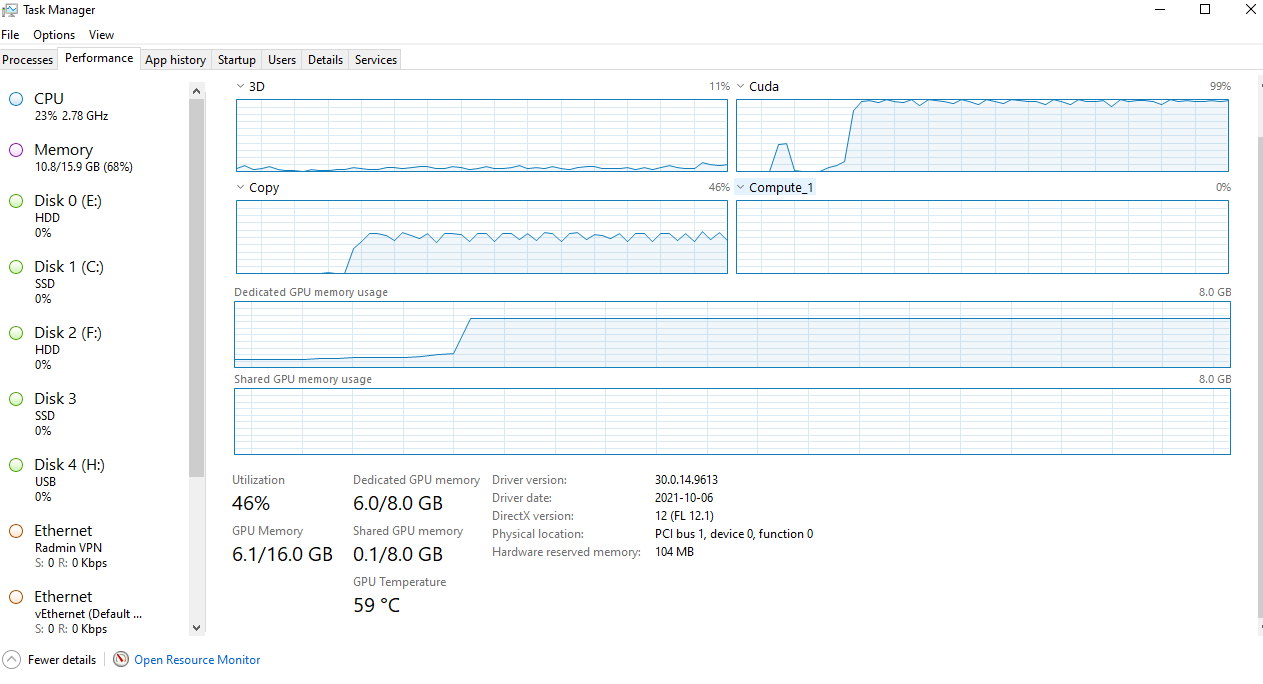 Task Manager
File Options View
Processes Performance App history Startup Users Details Services
CPU
23% 2.78 GHz
Memory
10.8/15.9 GB (68%)
Disk 0 (E:)
HDD
0%
Disk 1 (C:)
SSD
0%
Disk 2 (F:)
HDD
0%
Disk 3
SSD
0%
Disk 4 (H:)
USB
0%
Ethernet
Radmin VPN
S: 0 R: 0 Kbps
Ethernet
vEthernet (Default ...
S: 0 R: 0 Kbps
3D 11%
Cuda 99%
Copy 46%
Compute_1 0%
Dedicated GPU memory usage 8.0 GB
Shared GPU memory usage 8.0 GB
Utilization
46%
Dedicated GPU memory
6.0/8.0 GB
GPU Memory
6.1/16.0 GB
Shared GPU memory
0.1/8.0 GB
GPU Temperature
59 °C
Driver version: 30.0.14.9613
Driver date: 2021-10-06
DirectX version: 12 (FL 12.1)
Physical location: PCI bus 1, device 0, function 0
Hardware reserved memory: 104 MB
Fewer details Open Resource Monitor